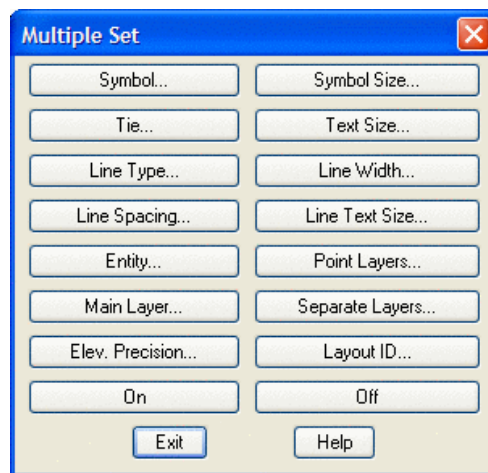 Multiple Set
Symbol... Symbol Size...
Tie... Text Size...
Line Type... Line Width...
Line Spacing... Line Text Size...
Entity... Point Layers...
Main Layer... Separate Layers...
Elev. Precision... Layout ID...
On Off
Exit Help